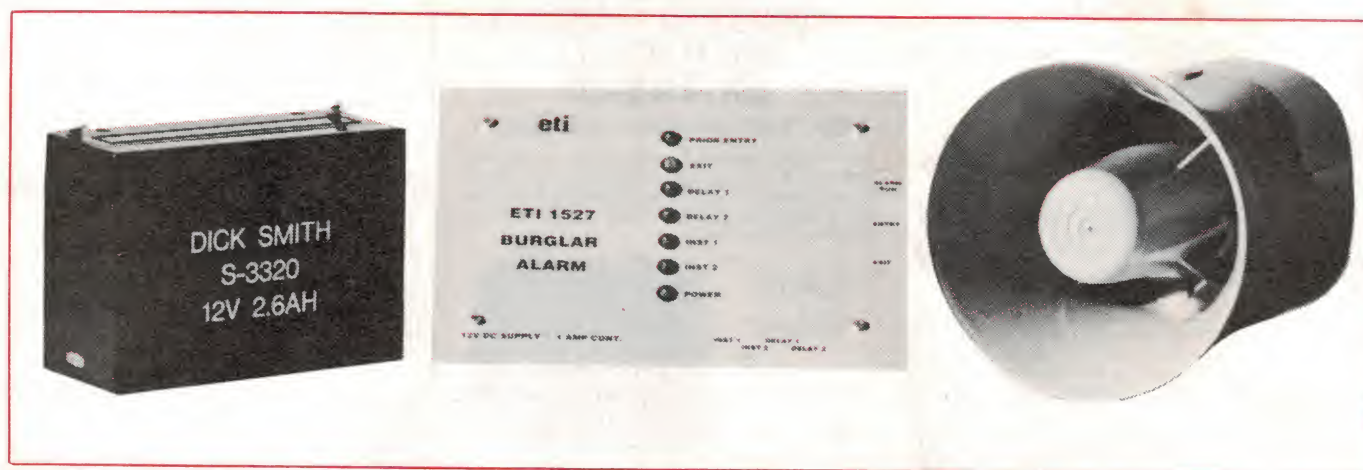 DICK SMITH
S-3320
12V 2.6AH
eti
ETI 1527
BURGLAR
ALARM
PRIOR ENTRY
EXIT
DELAY 1
DELAY 2
INST 1
INST 2
POWER
ALARM
RUN
ENTRY
EXIT
12V DC SUPPLY 1 AMP CONT.
INST 1 DELAY 1
INST 2 DELAY 2